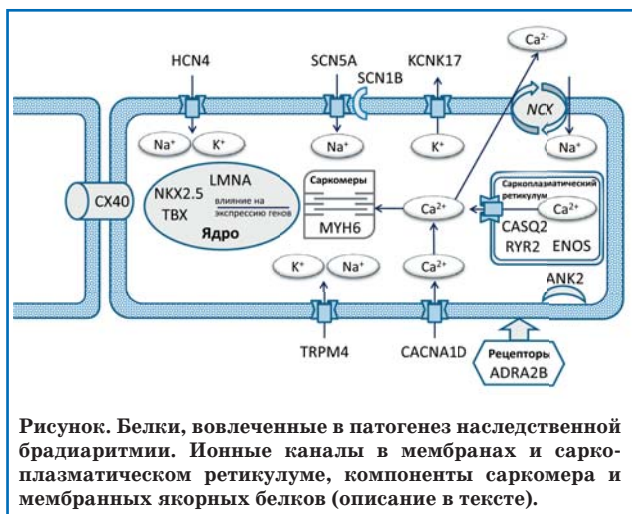 HCN4 SCN5A KCNK17 Ca²⁻
SCN1B
NCX
Na⁺ K⁺ Na⁺ K⁺ Na⁺
CX40
LMNA
NKX2.5
TBX
влияние на
экспрессию генов
Ядро
Саркомеры
MYH6
Ca²⁺
Саркоплазматический
ретикулум
Ca²⁺
CASQ2
RYR2 ENOS
K⁺ Na⁺ Ca²⁺
ANK2
TRPM4 CACNA1D
Рецепторы
ADRA2B
Рисунок. Белки, вовлеченные в патогенез наследственной
брадиаритмии. Ионные каналы в мембранах и сарко-
плазматическом ретикулуме, компоненты саркомера и
мембранных якорных белков (описание в тексте).